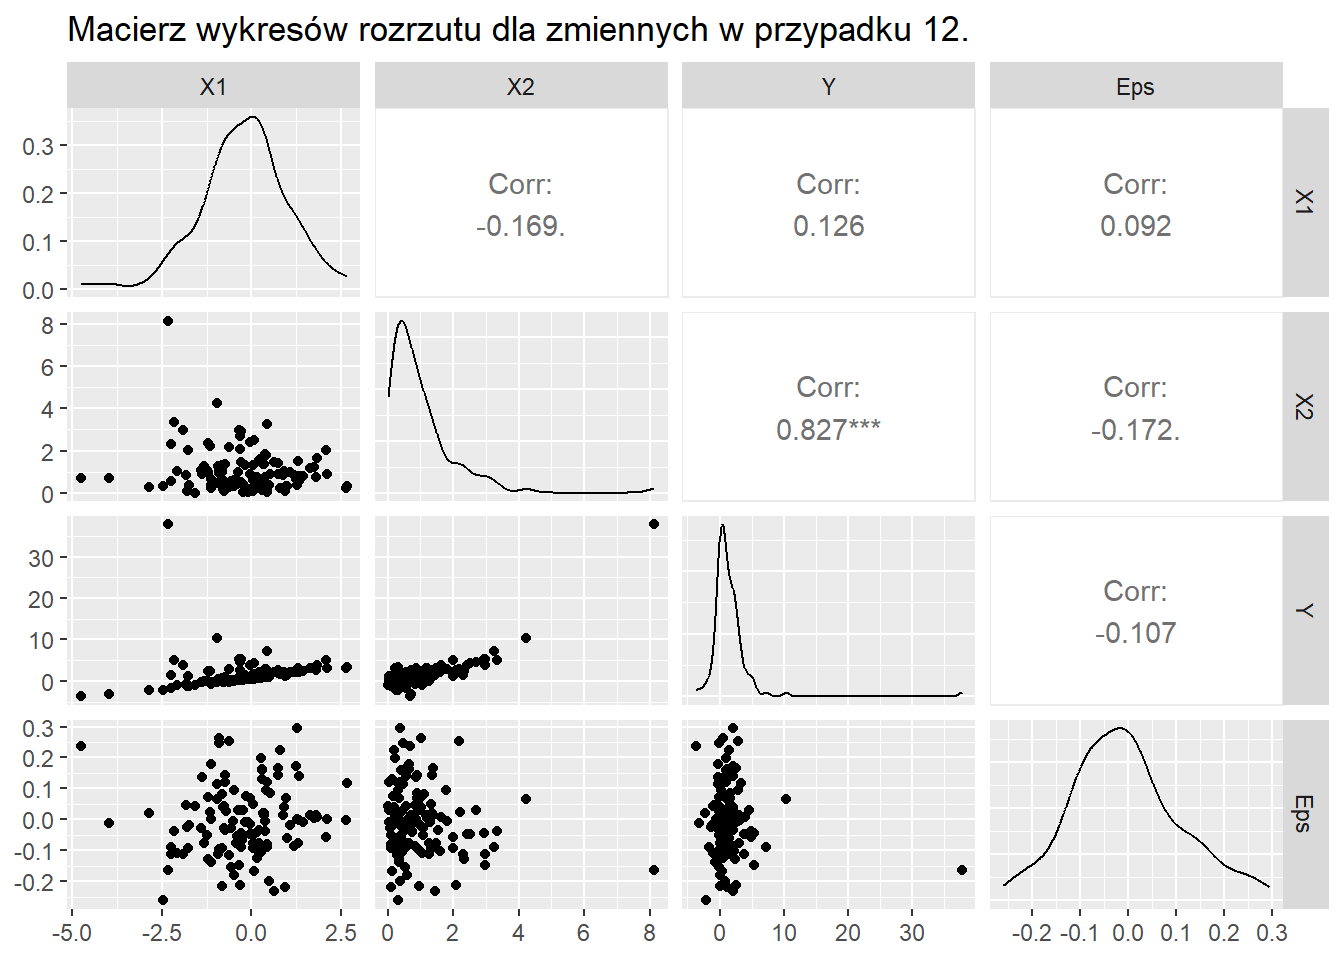 Macierz wykresów rozrzutu dla zmiennych w przypadku 12.
X1
X2
Y
Eps
0.3
0.2
0.1
0.0
Corr:
-0.169.
Corr:
0.126
Corr:
0.092
X1
8
6
4
2
0
Corr:
0.827***
Corr:
-0.172.
X2
30
20
10
0
Corr:
-0.107
Y
0.3
0.2
0.1
0.0
-0.1
-0.2
Eps
-5.0
-2.5
0.0
2.5
0
2
4
6
8
0
10
20
30
-0.2
-0.1
0.0
0.1
0.2
0.3